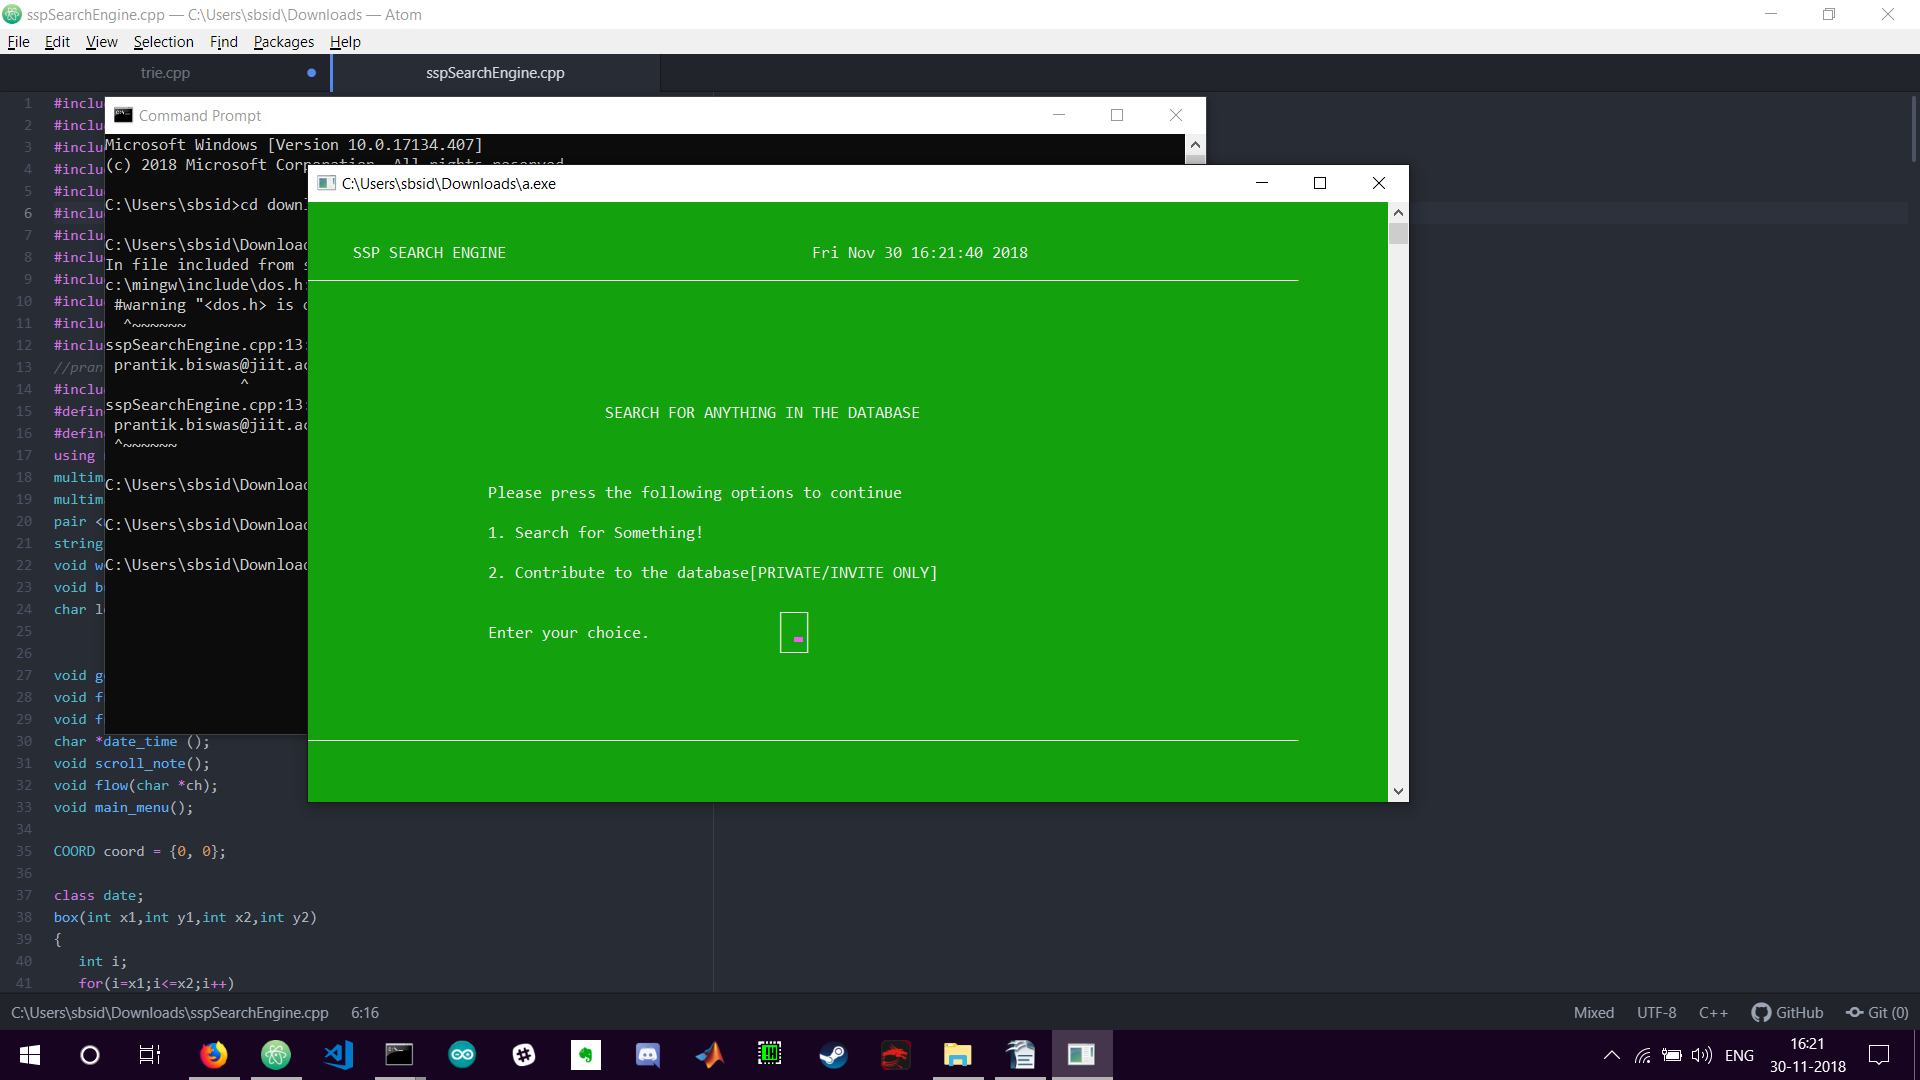 sspSearchEngine.cpp — C:\Users\sbsid\Downloads — Atom
File Edit View Selection Find Packages Help
trie.cpp sspSearchEngine.cpp
Command Prompt
Microsoft Windows [Version 10.0.17134.407]
(c) 2018 Microsoft Corporation. All rights reserved
C:\Users\sbsid>cd downl
C:\Users\sbsid\Downloa
In file included from s
c:\mingw\include\dos.h:
#warning "<dos.h> is
^~~~~~~
sspSearchEngine.cpp:13:
prantik.biswas@jiit.ac
^
sspSearchEngine.cpp:13:
prantik.biswas@jiit.ac
^~~~~~~
C:\Users\sbsid\Downloa
C:\Users\sbsid\Downloa
C:\Users\sbsid\Downloa
C:\Users\sbsid\Downloads\a.exe
SSP SEARCH ENGINE Fri Nov 30 16:21:40 2018
SEARCH FOR ANYTHING IN THE DATABASE
Please press the following options to continue
1. Search for Something!
2. Contribute to the database[PRIVATE/INVITE ONLY]
Enter your choice.
1 #inclu
2 #inclu
3 #inclu
4 #inclu
5 #inclu
6 #inclu
7 #inclu
8 #inclu
9 #inclu
10 #inclu
11 #inclu
12 #inclu
13 //pran
14 #inclu
15 #defin
16 #defin
17 using
18 multim
19 multim
20 pair <
21 string
22 void w
23 void b
24 char l
25
26
27 void g
28 void f
29 void f
30 char *date_time ();
31 void scroll_note();
32 void flow(char *ch);
33 void main_menu();
34
35 COORD coord = {0, 0};
36
37 class date;
38 box(int x1,int y1,int x2,int y2)
39 {
40 int i;
41 for(i=x1;i<=x2;i++)
C:\Users\sbsid\Downloads\sspSearchEngine.cpp 6:16 Mixed UTF-8 C++ GitHub Git (0)
ENG 16:21
30-11-2018